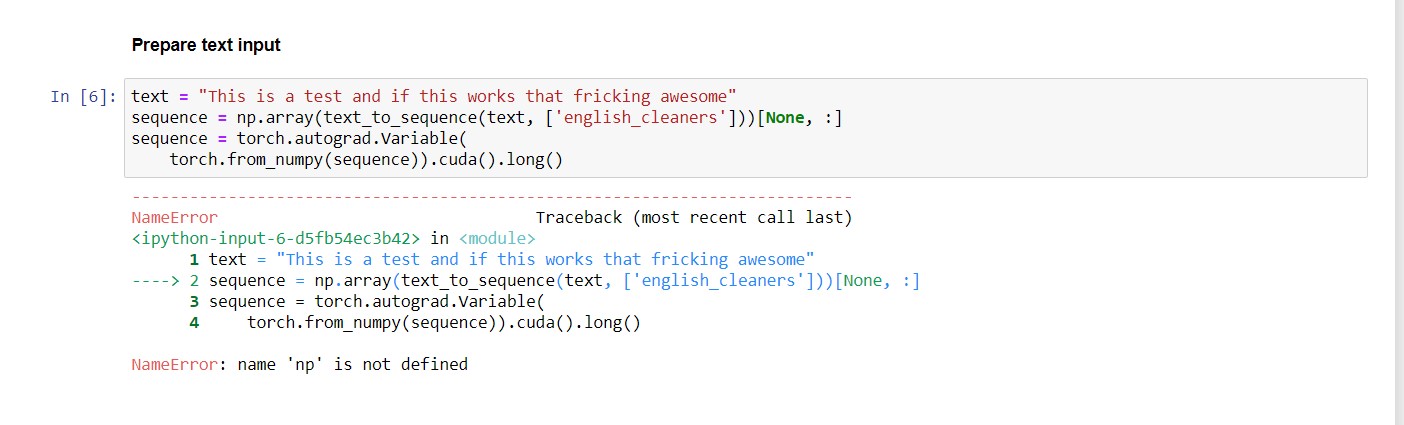 Prepare text input
In [6]: text = "This is a test and if this works that fricking awesome"
sequence = np.array(text_to_sequence(text, ['english_cleaners']))[None, :]
sequence = torch.autograd.Variable(
    torch.from_numpy(sequence)).cuda().long()
---------------------------------------------------------------------------
NameError                                 Traceback (most recent call last)
<ipython-input-6-d5fb54ec3b42> in <module>
      1 text = "This is a test and if this works that fricking awesome"
----> 2 sequence = np.array(text_to_sequence(text, ['english_cleaners']))[None, :]
      3 sequence = torch.autograd.Variable(
      4     torch.from_numpy(sequence)).cuda().long()
NameError: name 'np' is not defined